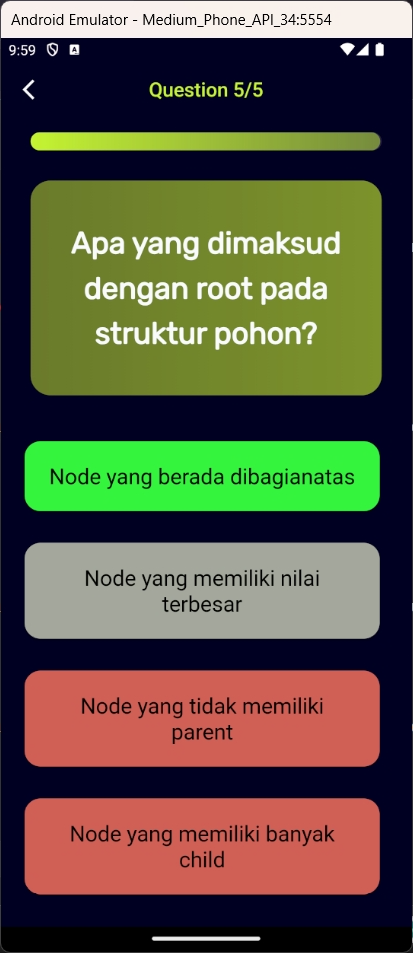 Android Emulator - Medium_Phone_API_34:5554
9:59
A
Question 5/5
Apa yang dimaksud
dengan root pada
struktur pohon?
Node yang berada dibagianatas
Node yang memiliki nilai
terbesar
Node yang tidak memiliki
parent
Node yang memiliki banyak
child